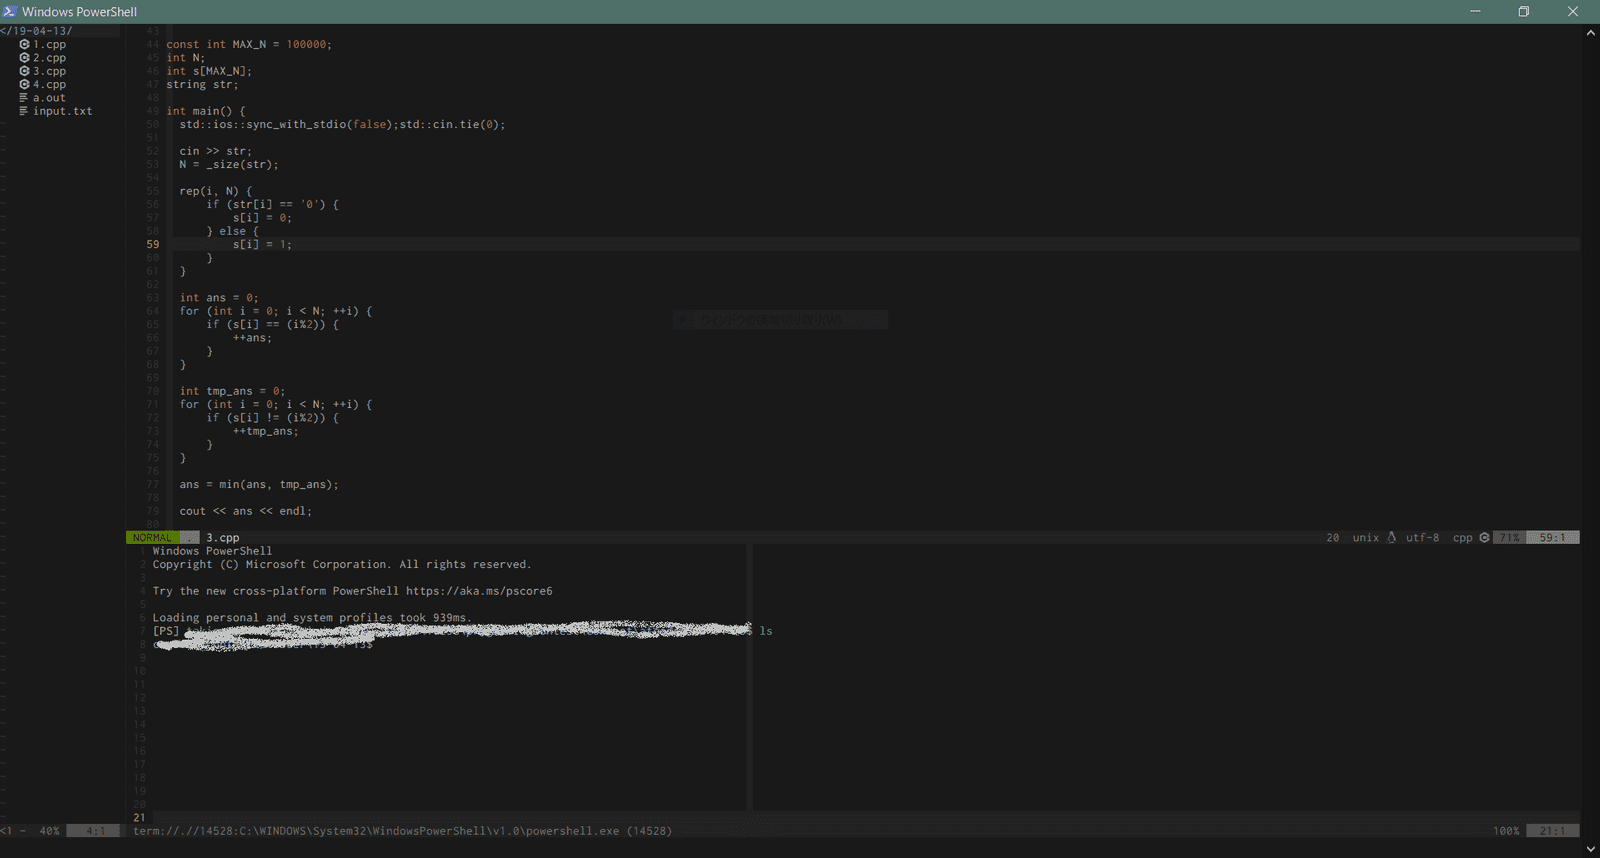 Windows PowerShell
</19-04-13/
1.cpp
2.cpp
3.cpp
4.cpp
a.out
input.txt
43
44 const int MAX_N = 100000;
45 int N;
46 int s[MAX_N];
47 string str;
48
49 int main() {
50 std::ios::sync_with_stdio(false);std::cin.tie(0);
51
52 cin >> str;
53 N = _size(str);
54
55 rep(i, N) {
56 if (str[i] == '0') {
57 s[i] = 0;
58 } else {
59 s[i] = 1;
60 }
61 }
62
63 int ans = 0;
64 for (int i = 0; i < N; ++i) {
65 if (s[i] == (i%2)) {
66 ++ans;
67 }
68 }
69
70 int tmp_ans = 0;
71 for (int i = 0; i < N; ++i) {
72 if (s[i] != (i%2)) {
73 ++tmp_ans;
74 }
75 }
76
77 ans = min(ans, tmp_ans);
78
79 cout << ans << endl;
80
NORMAL . 3.cpp 20 unix utf-8 cpp 71% 59:1
1 Windows PowerShell
2 Copyright (C) Microsoft Corporation. All rights reserved.
3
4 Try the new cross-platform PowerShell https://aka.ms/pscore6
5
6 Loading personal and system profiles took 939ms.
7 [PS] $ ls
8 \19-04-13$
9
10
11
12
13
14
15
16
17
18
19
20
21
<1 - 40% 4:1 term://.//14528:C:\WINDOWS\System32\WindowsPowerShell\v1.0\powershell.exe (14528) 100% 21:1